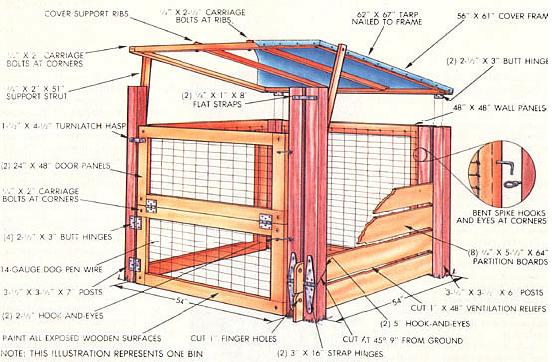 COVER SUPPORT RIBS
¼" X 2-½" CARRIAGE
BOLTS AT RIBS
62" X 67" TARP
NAILED TO FRAME
56" X 61" COVER FRAM
X 2" CARRIAGE
BOLTS AT CORNERS
(2) 2-½" X 3" BUTT HINGE
X 2" X 51"
SUPPORT STRUT
(2) ¼" X 1" X 8"
FLAT STRAPS
48" X 48" WALL PANELS
1-½" X 4-½" TURNLATCH HASP
(2) 24" X 48" DOOR PANELS
X 2" CARRIAGE
BOLTS AT CORNERS
BENT SPIKE HOOKS
AND EYES AT CORNERS
(4) 2-½" X 3" BUTT HINGES
(8) ¾" X 5-½" X 64"
PARTITION BOARDS
14-GAUGE DOG PEN WIRE
3-½" X 3-½" X 7' POSTS
54"
54"
3-½" X 3-½" X 6' POSTS
(2) 2-½" HOOK-AND-EYES
CUT 1" X 48" VENTILATION RELIEFS
(2) 5" HOOK-AND-EYES
PAINT ALL EXPOSED WOODEN SURFACES
CUT 1" FINGER HOLES
CUT AT 45° 9" FROM GROUND
NOTE: THIS ILLUSTRATION REPRESENTS ONE BIN
(2) 3" X 16" STRAP HINGES